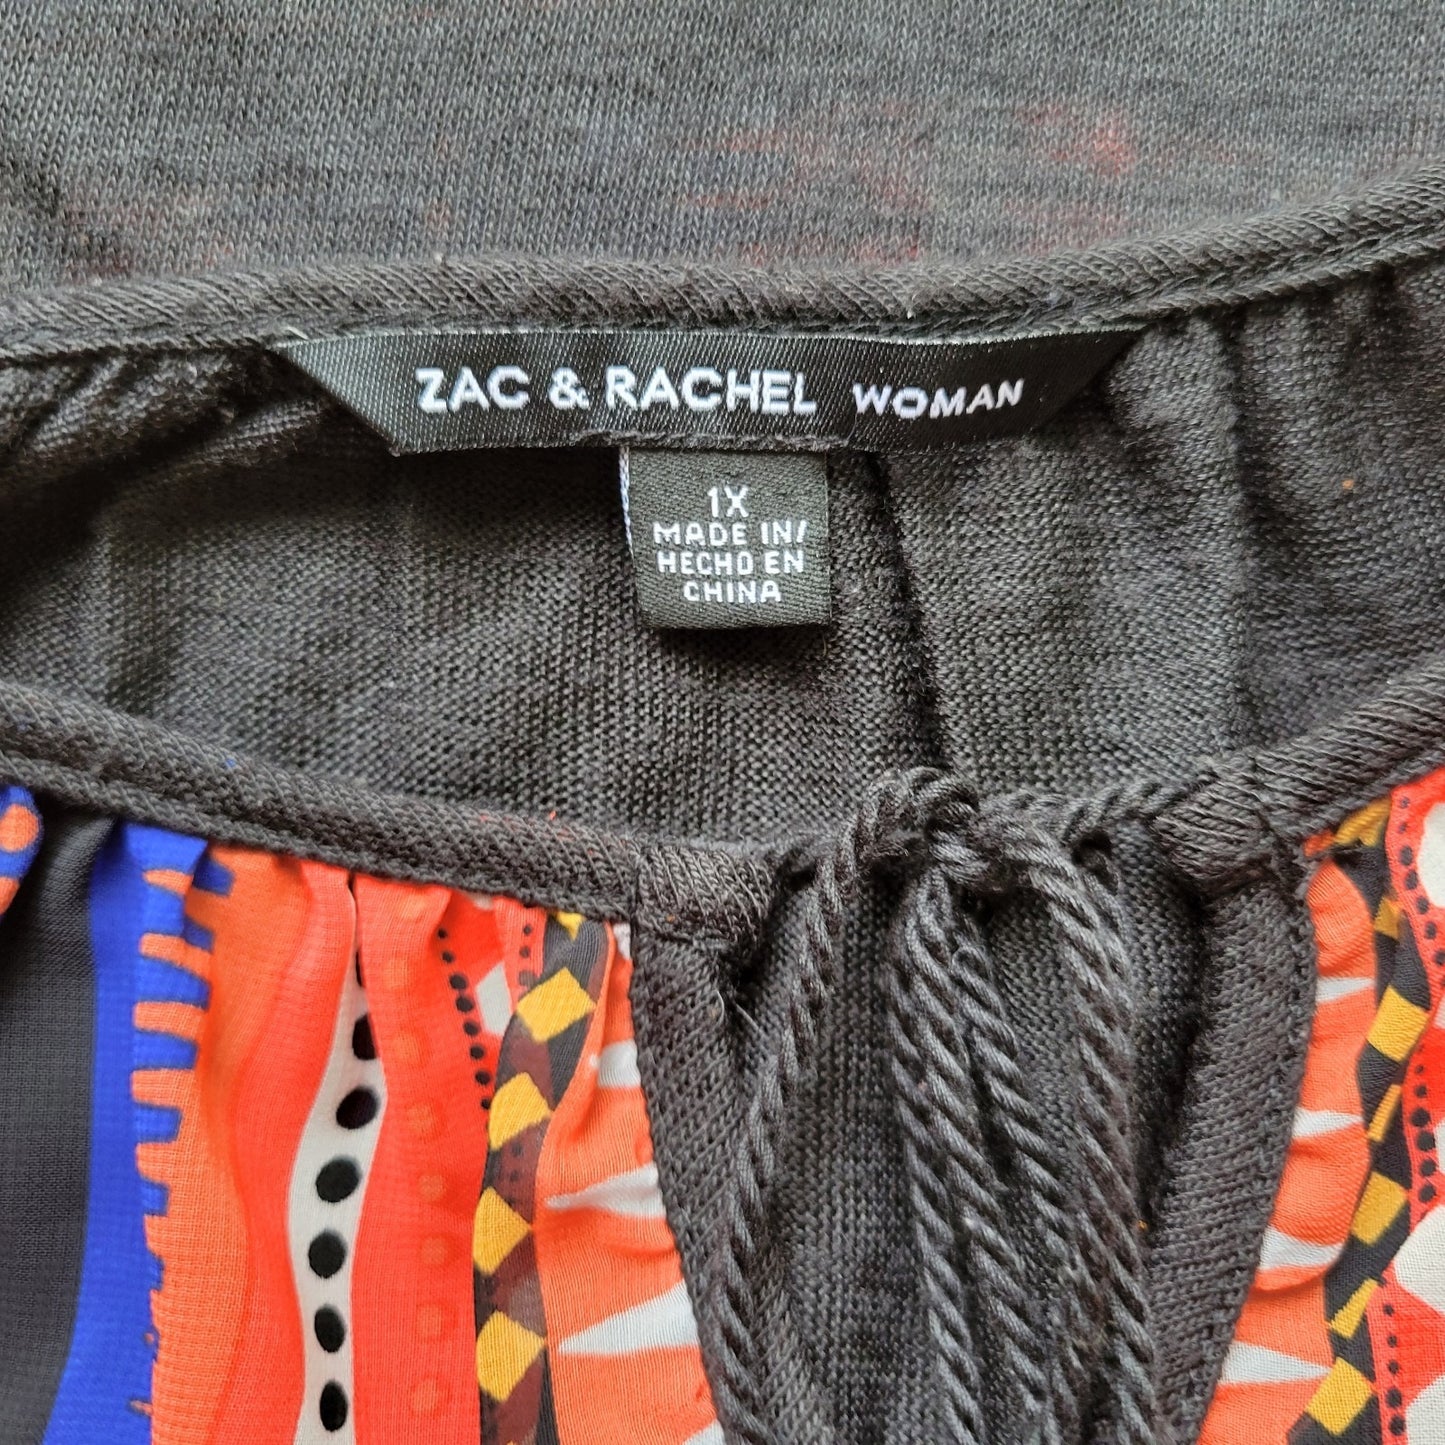 ZAC & RACHEL WOMAN
1X
MADE IN/
HECHO EN
CHINA